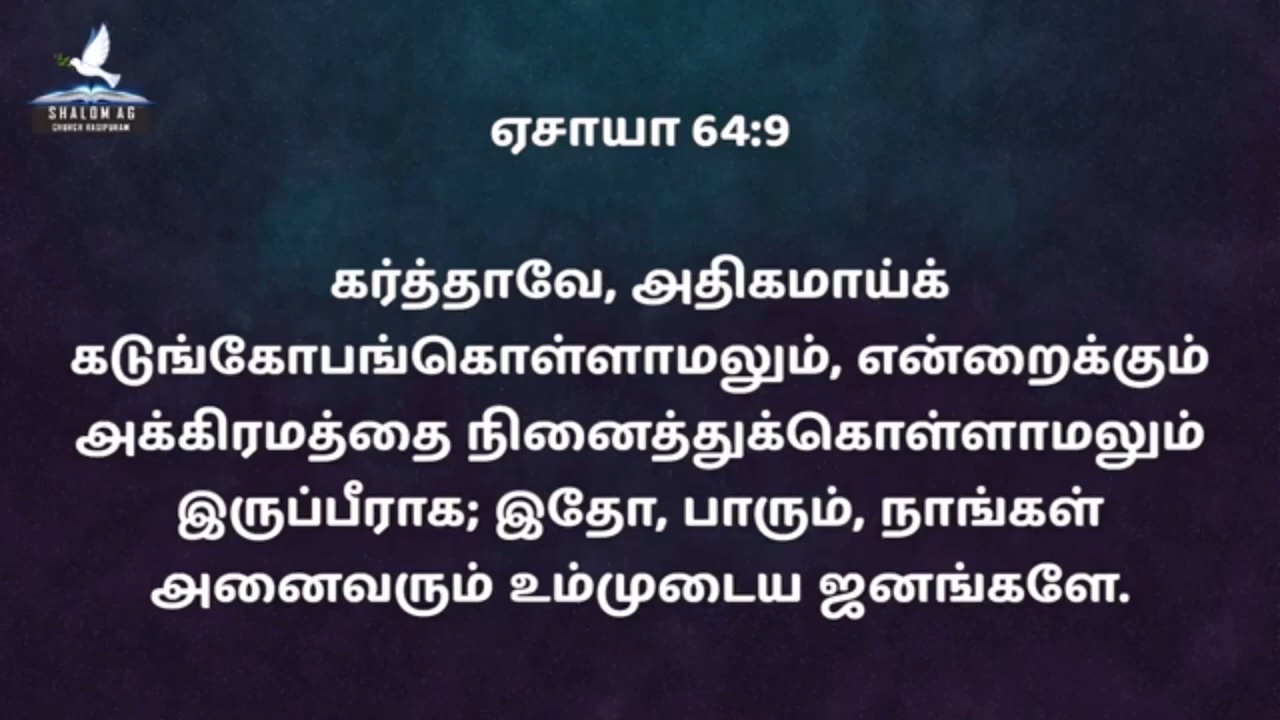 SHALOM AG
CHURCH RASIPURAM
ஏசாயா 64:9
கர்த்தாவே, அதிகமாய்க்
கடுங்கோபங்கொள்ளாமலும், என்றைக்கும்
அக்கிரமத்தை நினைத்துக்கொள்ளாமலும்
இருப்பீராக; இதோ, பாரும், நாங்கள்
அனைவரும் உம்முடைய ஜனங்களே.